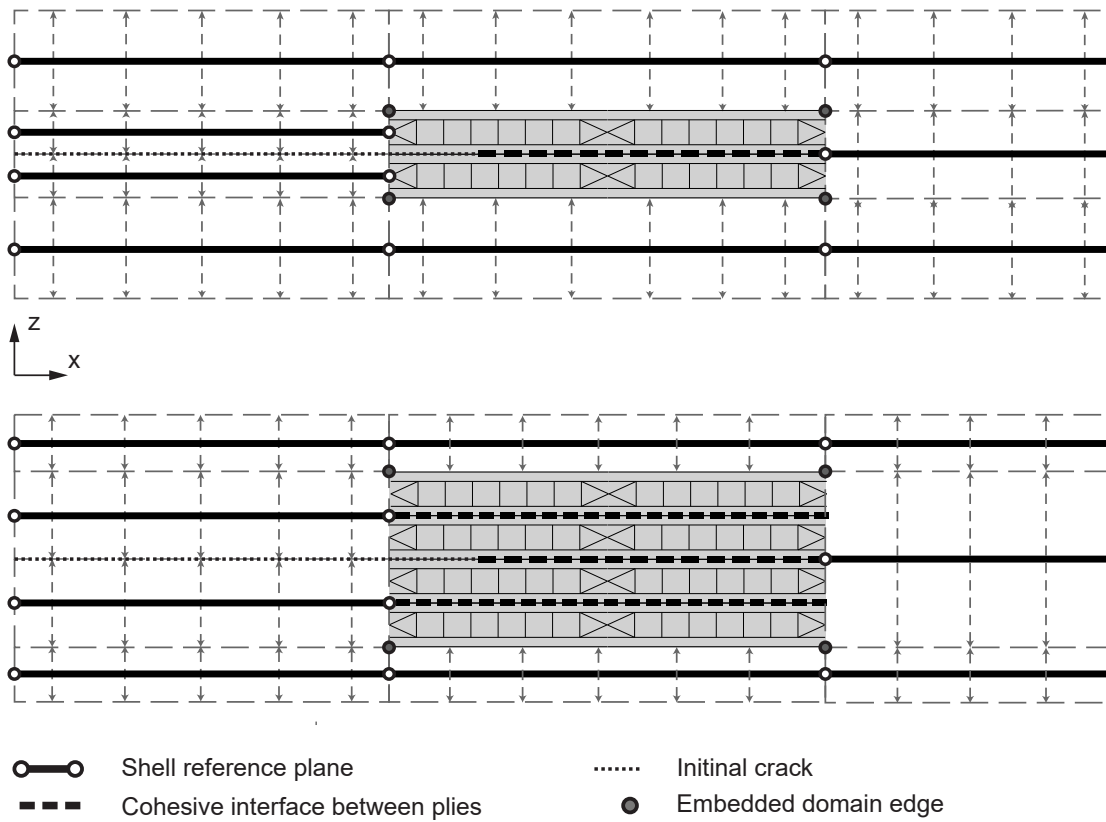 z
x
Shell reference plane
Initinal crack
Cohesive interface between plies
Embedded domain edge